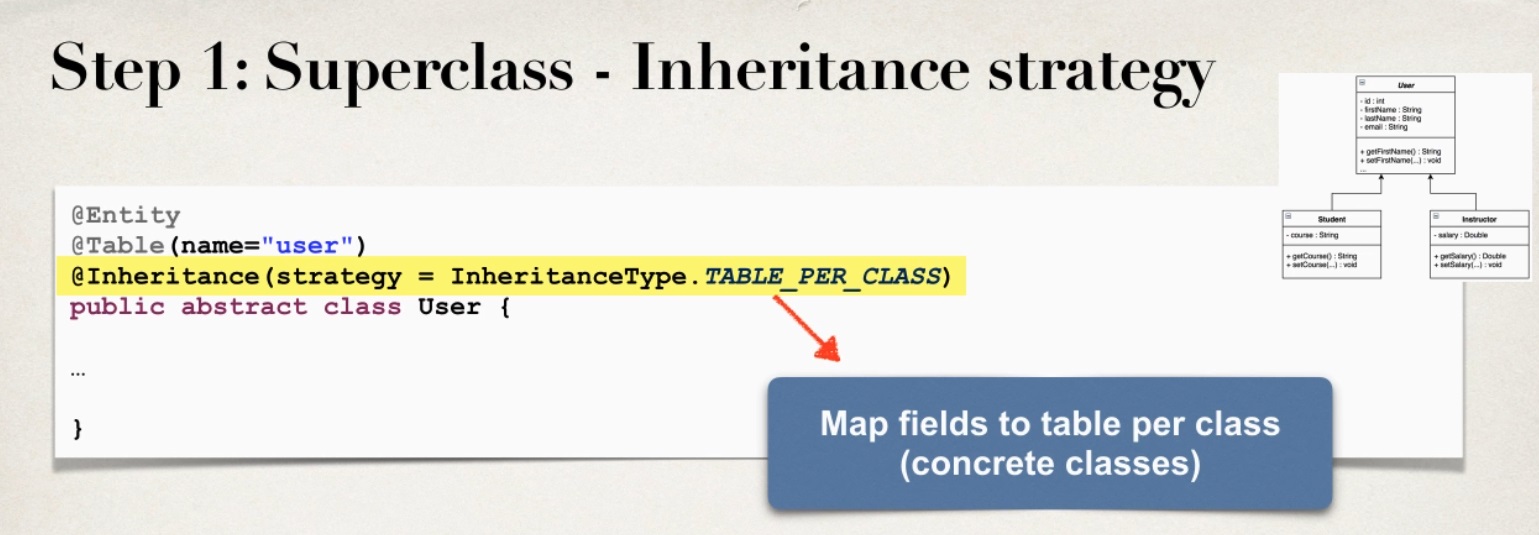 Step 1: Superclass - Inheritance strategy
@Entity
@Table(name="user")
@Inheritance(strategy = InheritanceType.TABLE_PER_CLASS)
public abstract class User {
...
}
Map fields to table per class
(concrete classes)
User
- id : int
- firstName : String
- lastName : String
- email : String
+ getFirstName() : String
+ setFirstName(...) : void
...
Student
- course : String
+ getCourse() : String
+ setCourse(...) : void
Instructor
- salary : Double
+ getSalary() : Double
+ setSalary(...) : void